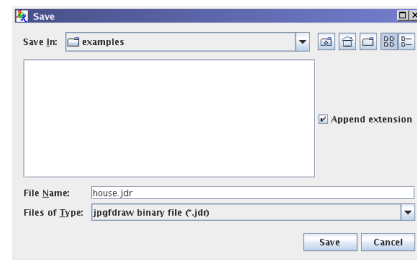 Save
Save In: examples
Append extension
File Name: house.jdr
Files of Type: jpgfdraw binary file (*.jdr)
Save Cancel